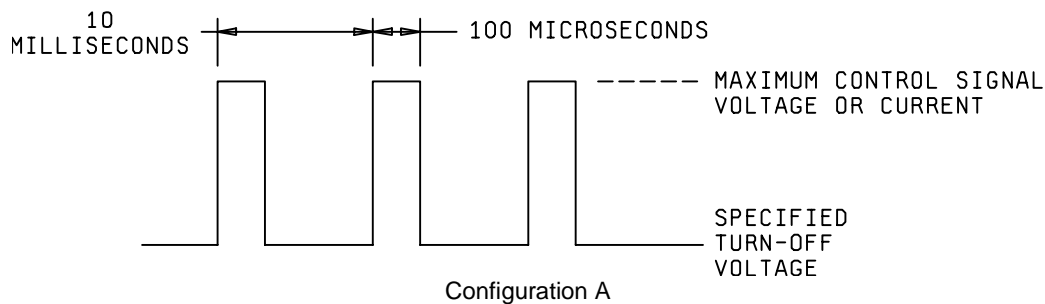 10
MILLISECONDS
100 MICROSECONDS
MAXIMUM CONTROL SIGNAL
VOLTAGE OR CURRENT
SPECIFIED
TURN-OFF
VOLTAGE
Configuration A